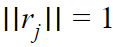 ||r_j|| = 1